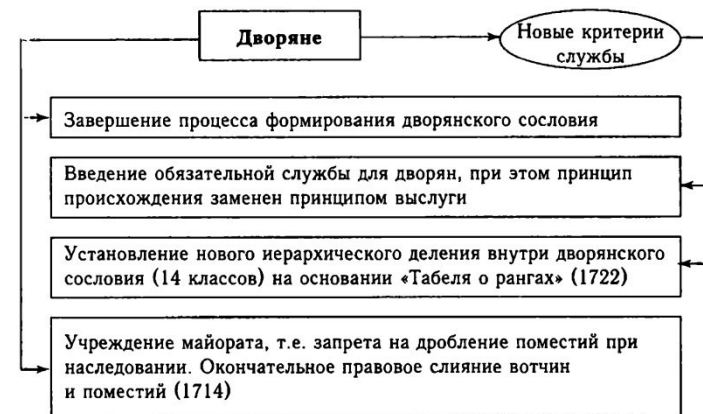 Дворяне
Новые критерии
службы
Завершение процесса формирования дворянского сословия
Введение обязательной службы для дворян, при этом принцип
происхождения заменен принципом выслуги
Установление нового иерархического деления внутри дворянского
сословия (14 классов) на основании «Табеля о рангах» (1722)
Учреждение майората, т.е. запрета на дробление поместий при
наследовании. Окончательное правовое слияние вотчин
и поместий (1714)